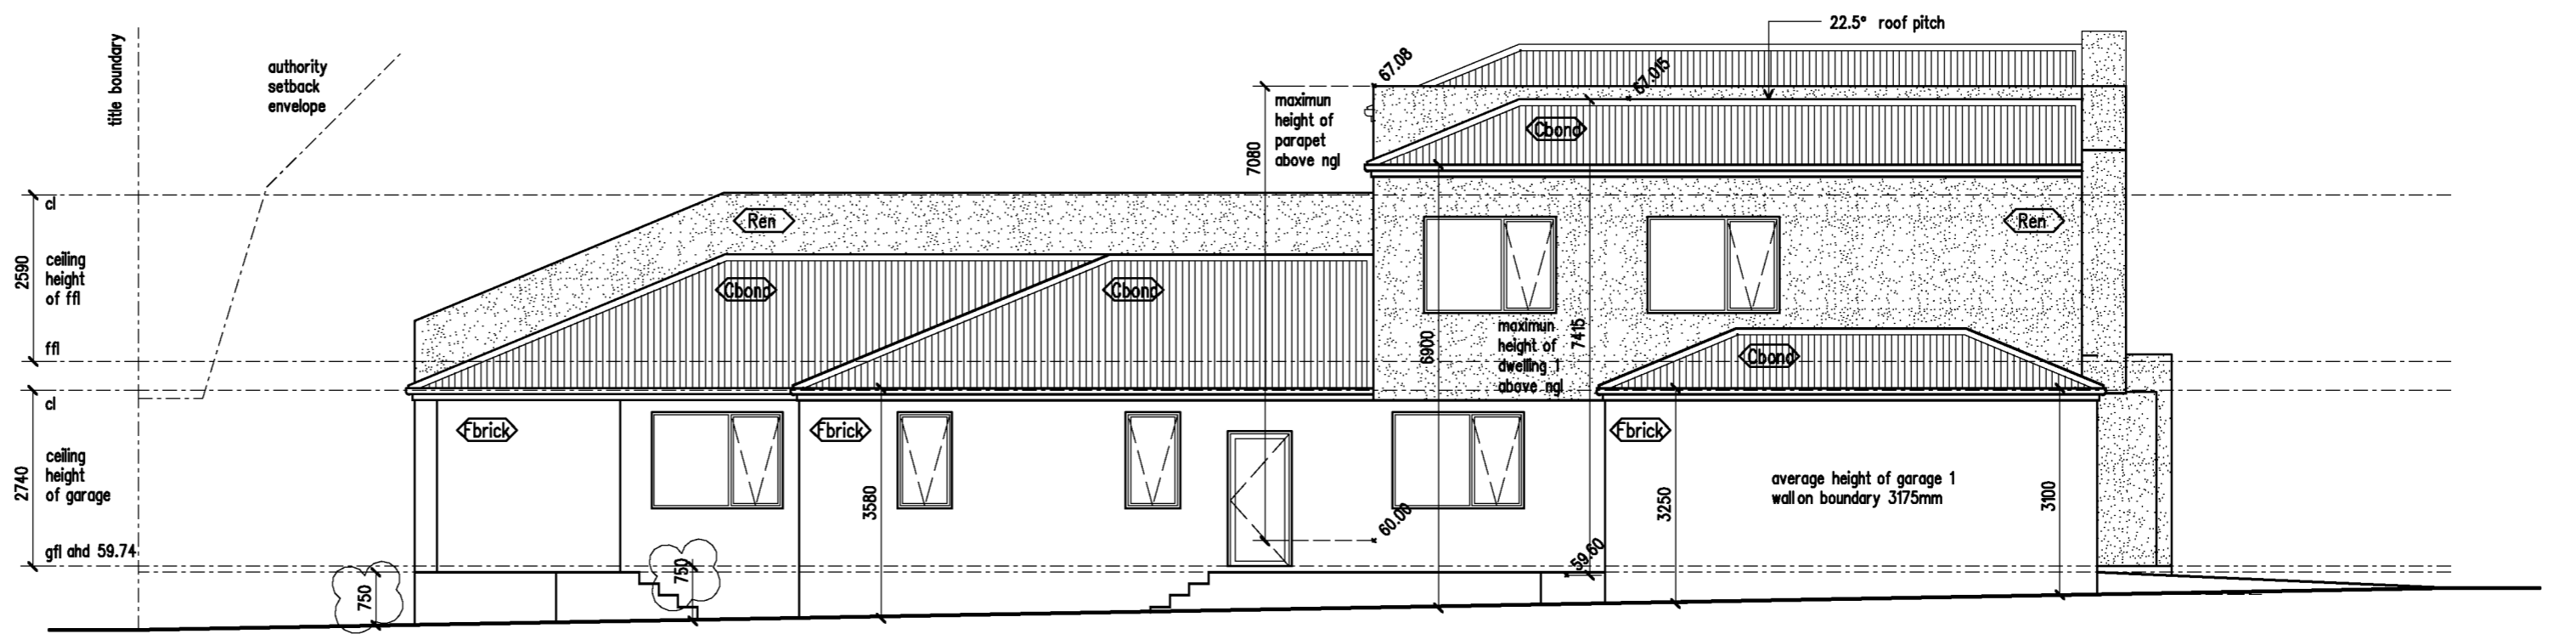 title boundary
authority
setback
envelope
22.5° roof pitch
67.08
67.015
maximun
height of
parapet
above ngl
7080
Cbond
cl
Ren
Ren
2590
ceiling
height
of ffl
Cbond
Cbond
maximun
height of
dwelling 1
above ngl
6900
7415
ffl
Cbond
cl
Fbrick
Fbrick
Fbrick
2740
ceiling
height
of garage
3580
60.00
3250
average height of garage 1
wall on boundary 3175mm
3100
gfl ahd 59.74
59.60
750
750